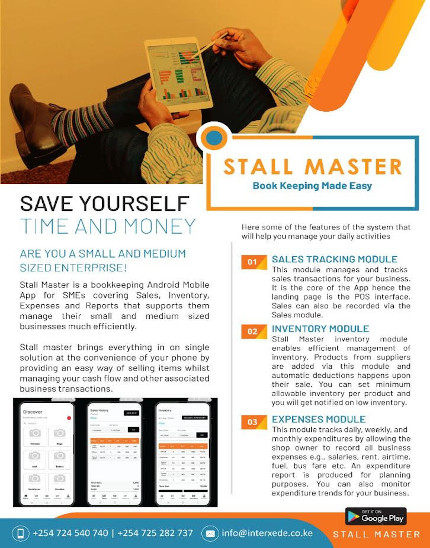 STALL MASTER
Book Keeping Made Easy
SAVE YOURSELF
TIME AND MONEY
ARE YOU A SMALL AND MEDIUM
SIZED ENTERPRISE!
Stall Master is a bookkeeping Android Mobile
App for SMEs covering Sales, Inventory,
Expenses and Reports that supports them
manage their small and medium sized
businesses much efficiently.
Stall master brings everything in on single
solution at the convenience of your phone by
providing an easy way of selling items whilst
managing your cash flow and other associated
business transactions.
Discover
Inventory
Here some of the features of the system that
will help you manage your daily activities
01
SALES TRACKING MODULE
This module manages and tracks
sales transactions for your business.
It is the core of the App hence the
landing page is the POS interface.
Sales can also be recorded via the
Sales module.
02
INVENTORY MODULE
Stall Master inventory module
enables efficient management of
inventory. Products from suppliers
are added via this module and
automatic deductions happens upon
their sale. You can set minimum
allowable inventory per product and
you will get notified on low inventory.
03
EXPENSES MODULE
This module tracks daily, weekly, and
monthly expenditures by allowing the
shop owner to record all business
expenses e.g., salaries, rent, airtime,
fuel, bus fare etc. An expenditure
report is produced for planning
purposes. You can also monitor
expenditure trends for your business.
GET IT ON
Google Play
+254 724 540 740 | +254 725 282 737
info@interxede.co.ke
STALL MASTER